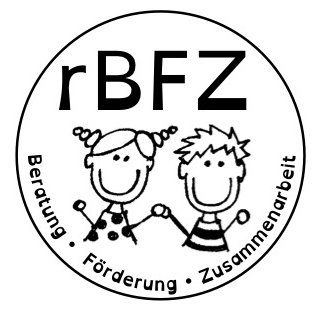 rBFZ
Beratung • Förderung • Zusammenarbeit